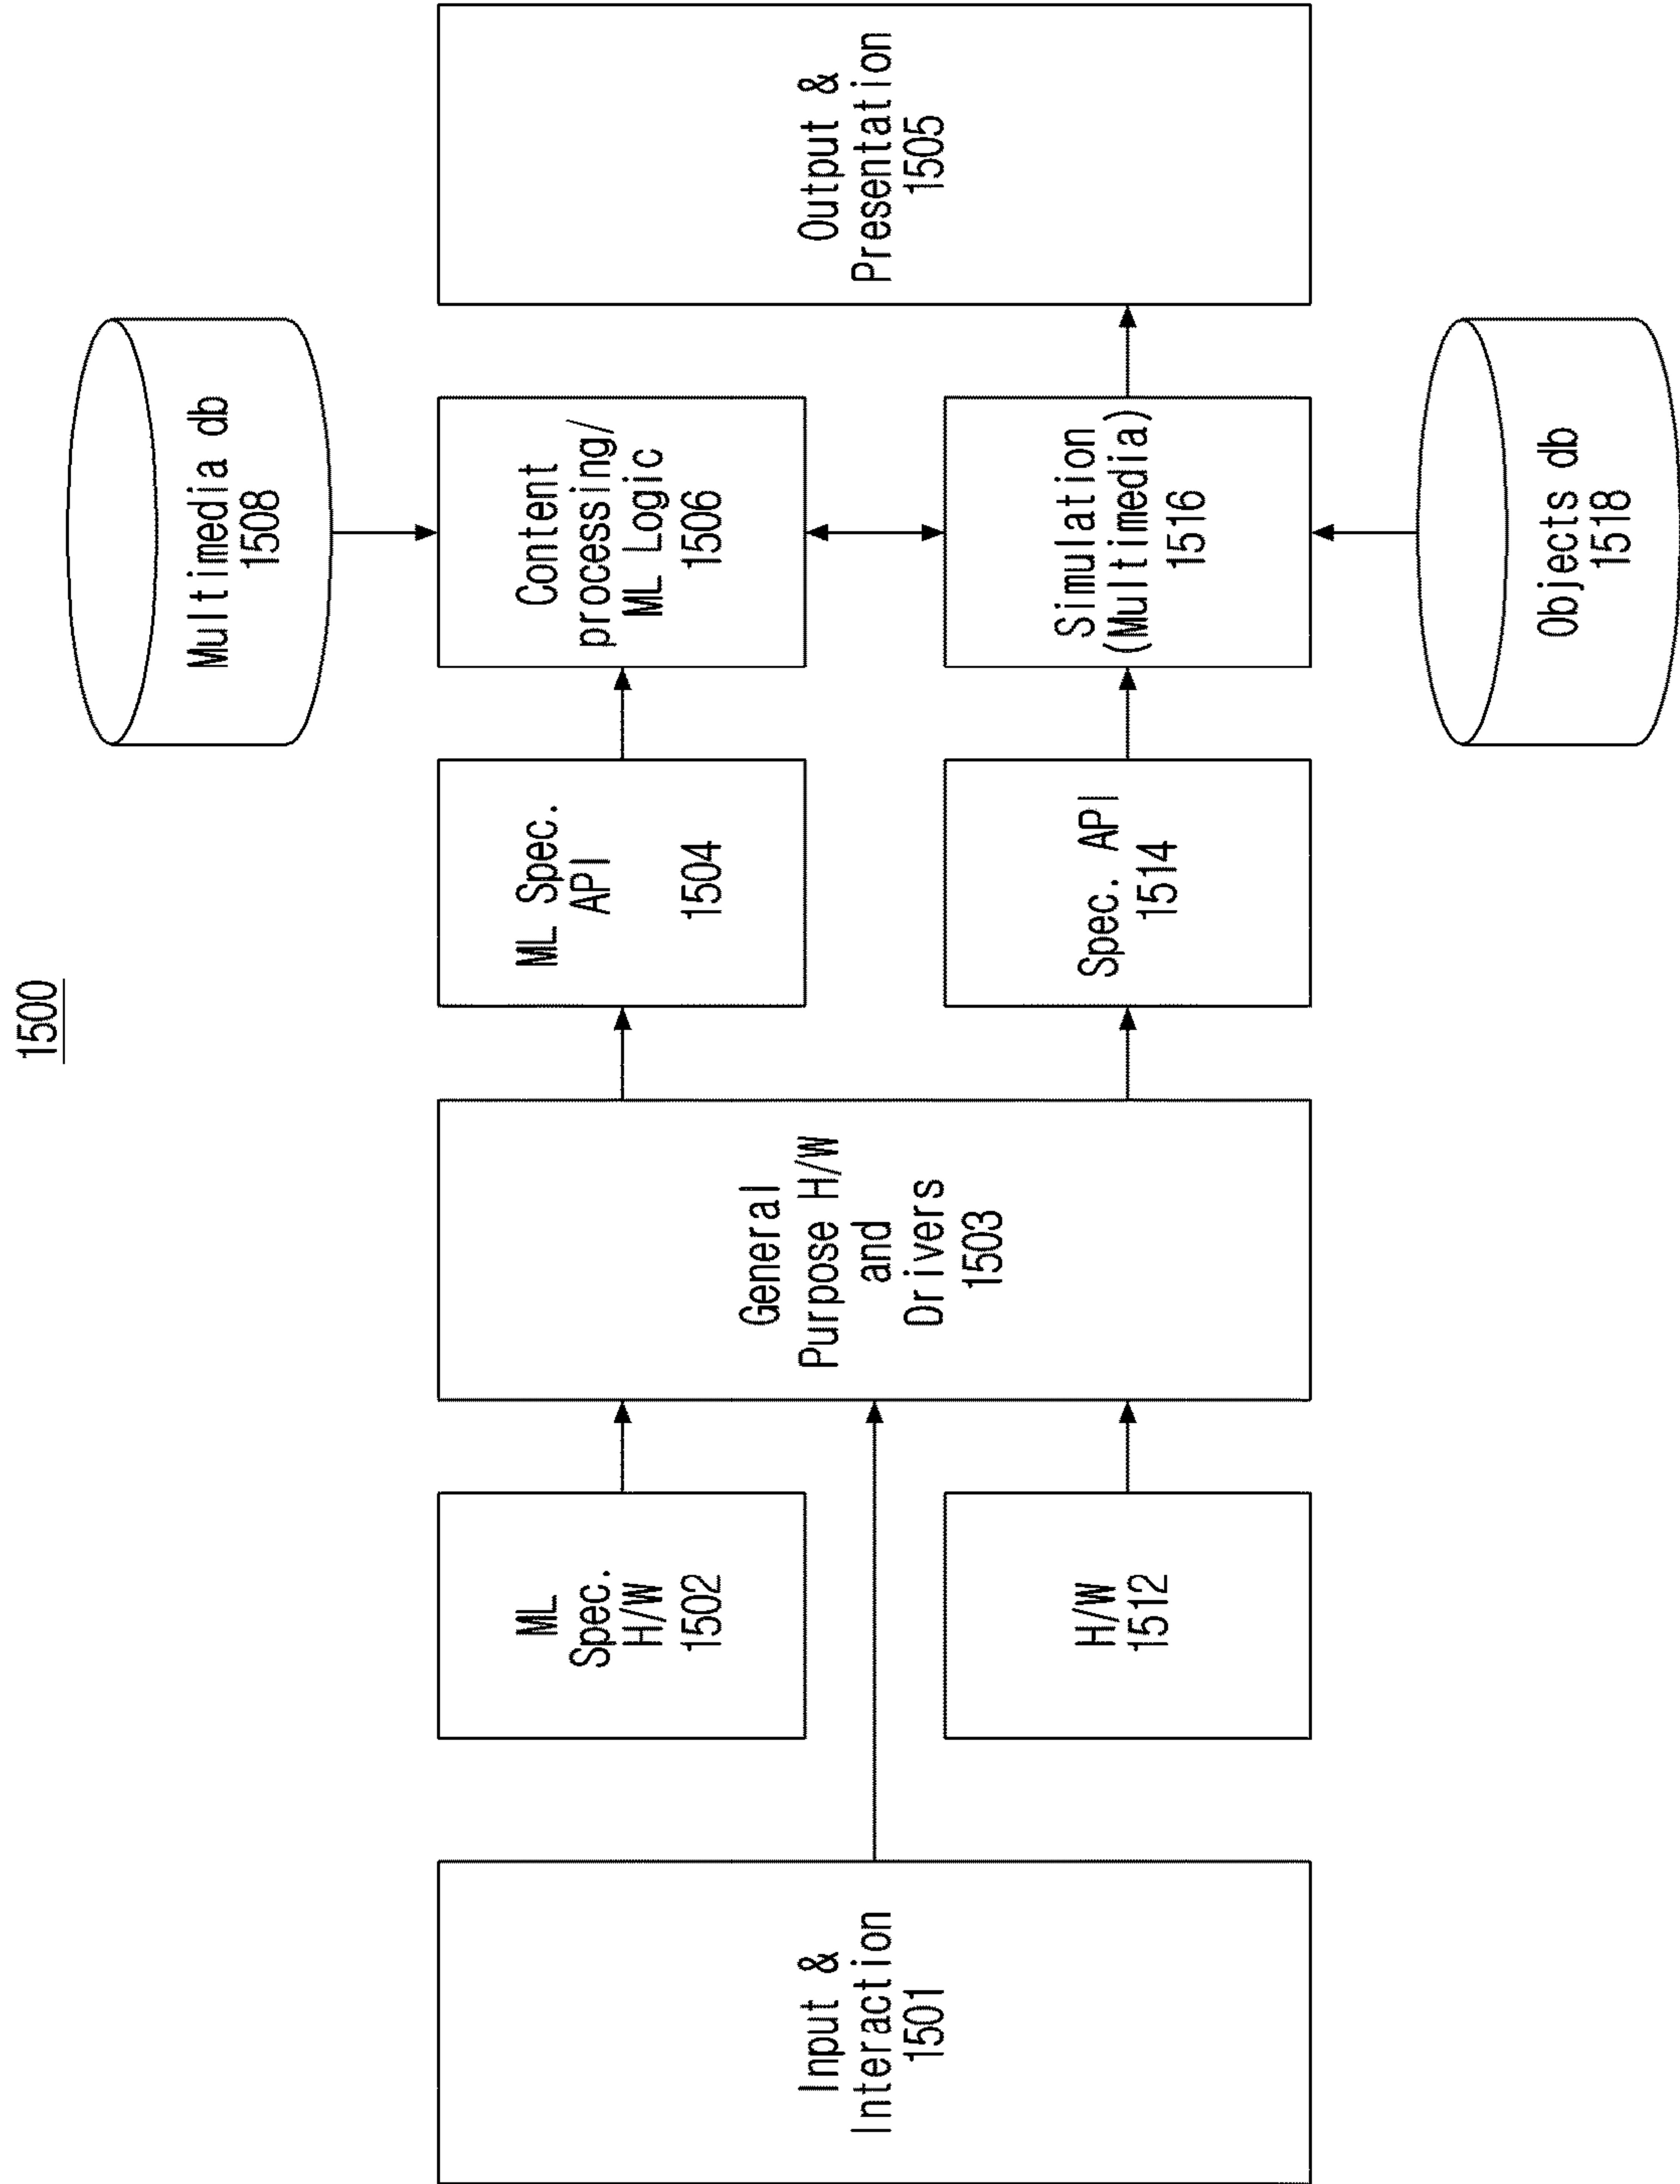 1500
Multimedia db
1508
Input &
Interaction
1501
ML
Spec.
H/W
1502
H/W
1512
General
Purpose H/W
and
Drivers
1503
ML Spec.
API
1504
Spec. API
1514
Content
processing/
ML Logic
1506
Simulation
(Multimedia)
1516
Output &
Presentation
1505
Objects db
1518